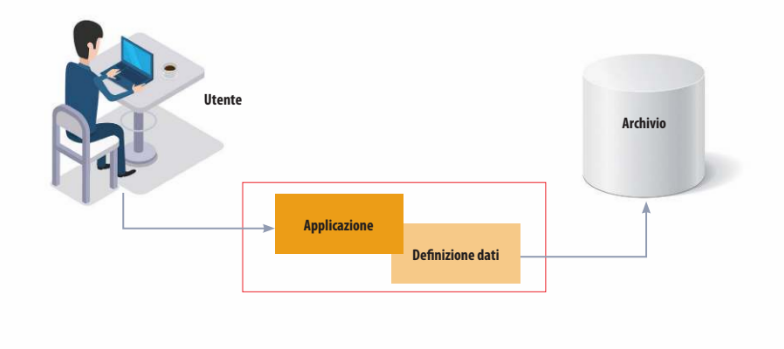 Utente
Archivio
Applicazione
Definizione dati